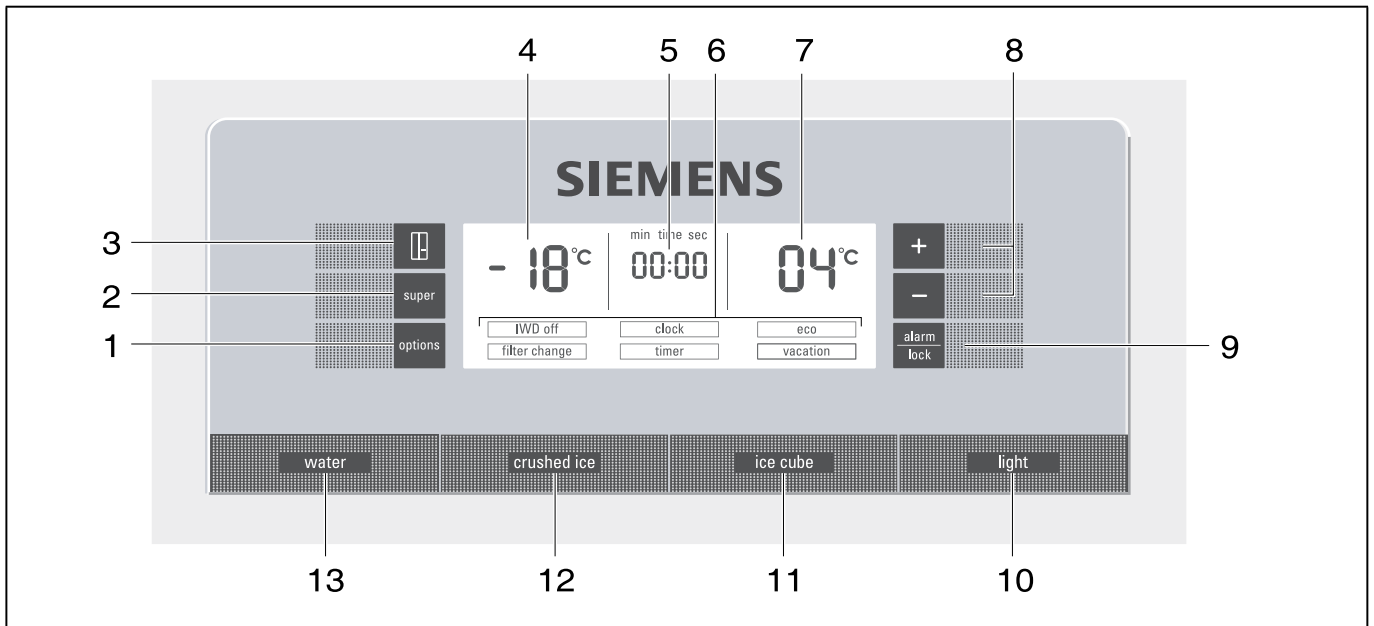 4 5 6 7 8
SIEMENS
3
- 18°C
min time sec
00:00
04°C
+
2
super
−
1
options
IWD off
clock
eco
filter change
timer
vacation
alarm
lock
9
water
crushed ice
ice cube
light
13 12 11 10